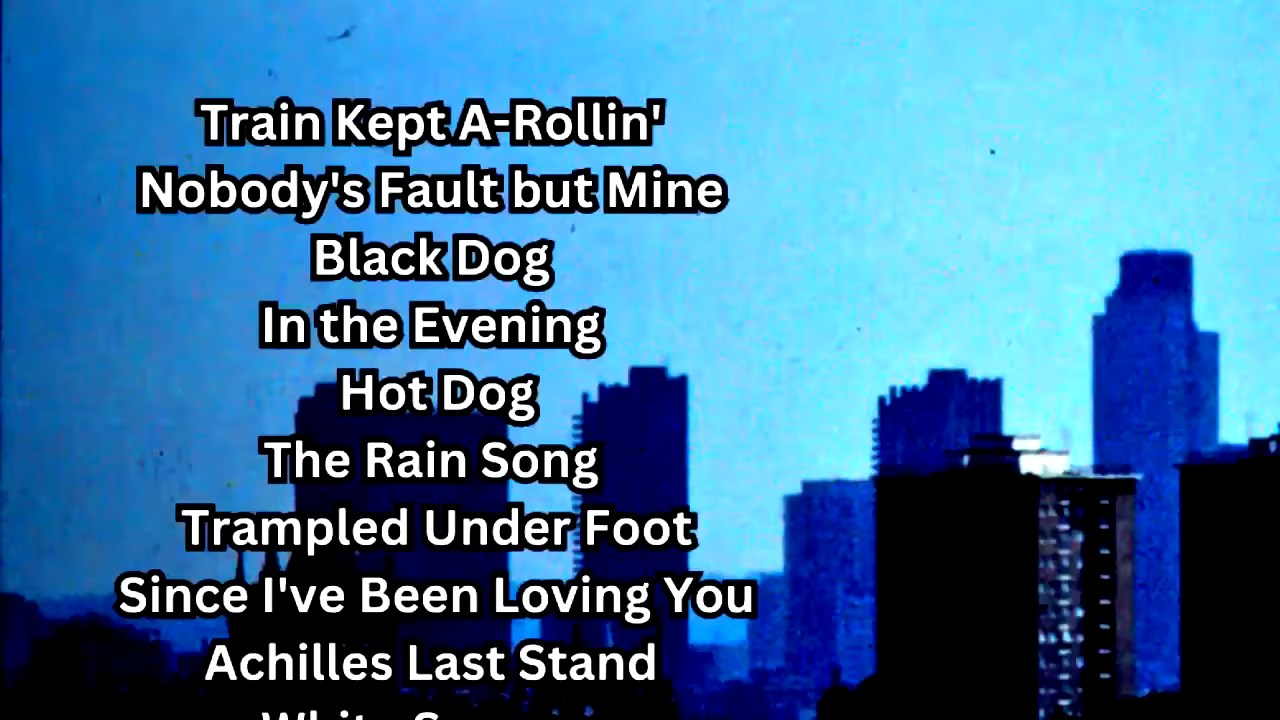 Train Kept A-Rollin'
Nobody's Fault but Mine
Black Dog
In the Evening
Hot Dog
The Rain Song
Trampled Under Foot
Since I've Been Loving You
Achilles Last Stand